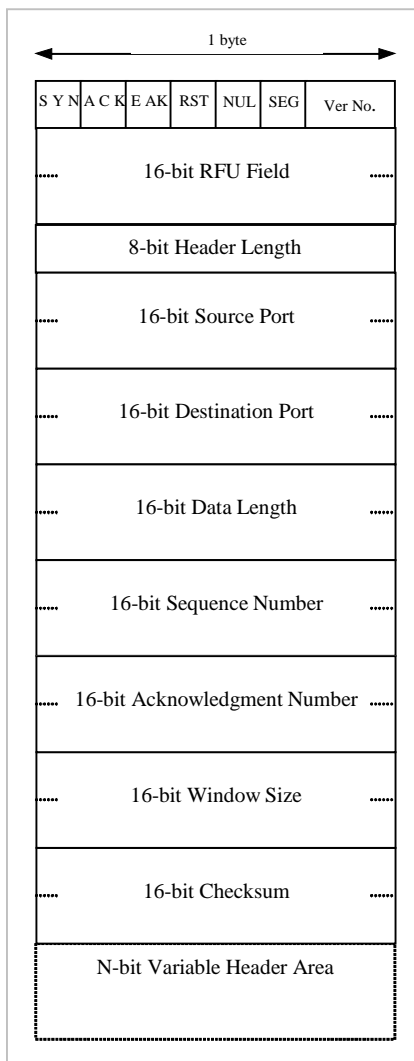 1 byte
S Y N A C K E AK RST NUL SEG Ver No.
16-bit RFU Field
8-bit Header Length
16-bit Source Port
16-bit Destination Port
16-bit Data Length
16-bit Sequence Number
16-bit Acknowledgment Number
16-bit Window Size
16-bit Checksum
N-bit Variable Header Area